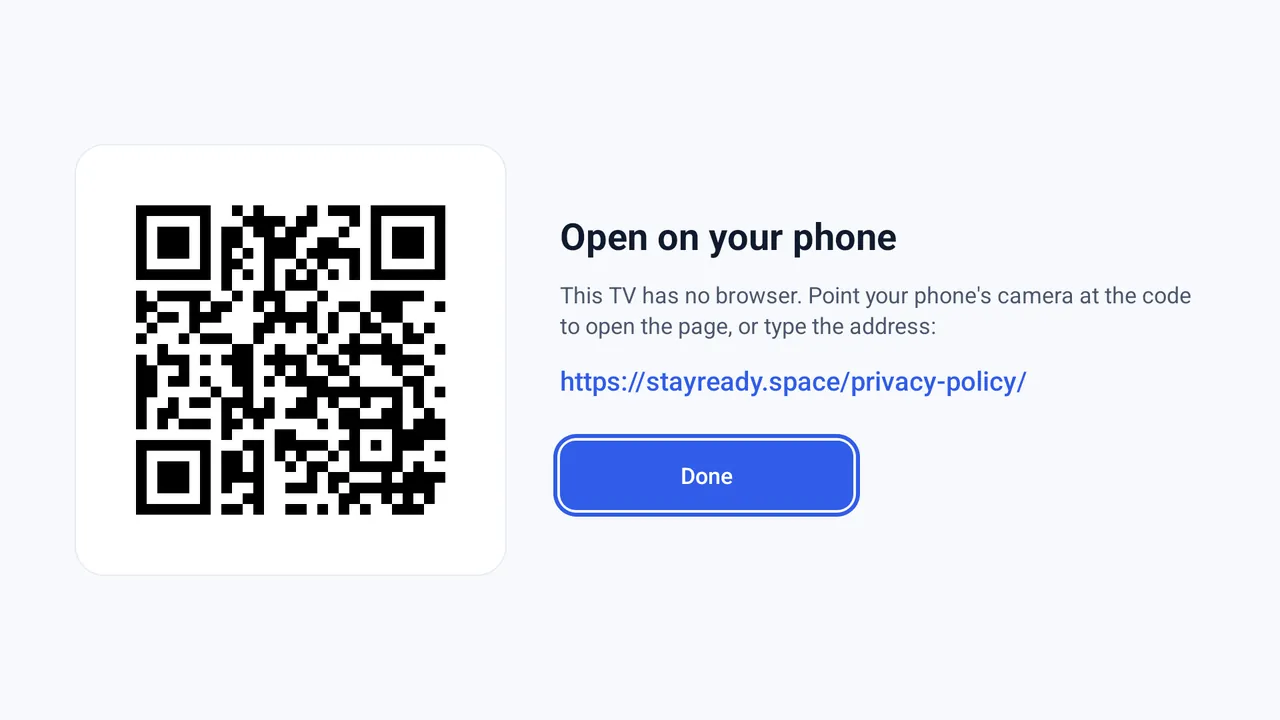 Open on your phone
This TV has no browser. Point your phone's camera at the code
to open the page, or type the address:
https://stayready.space/privacy-policy/
Done